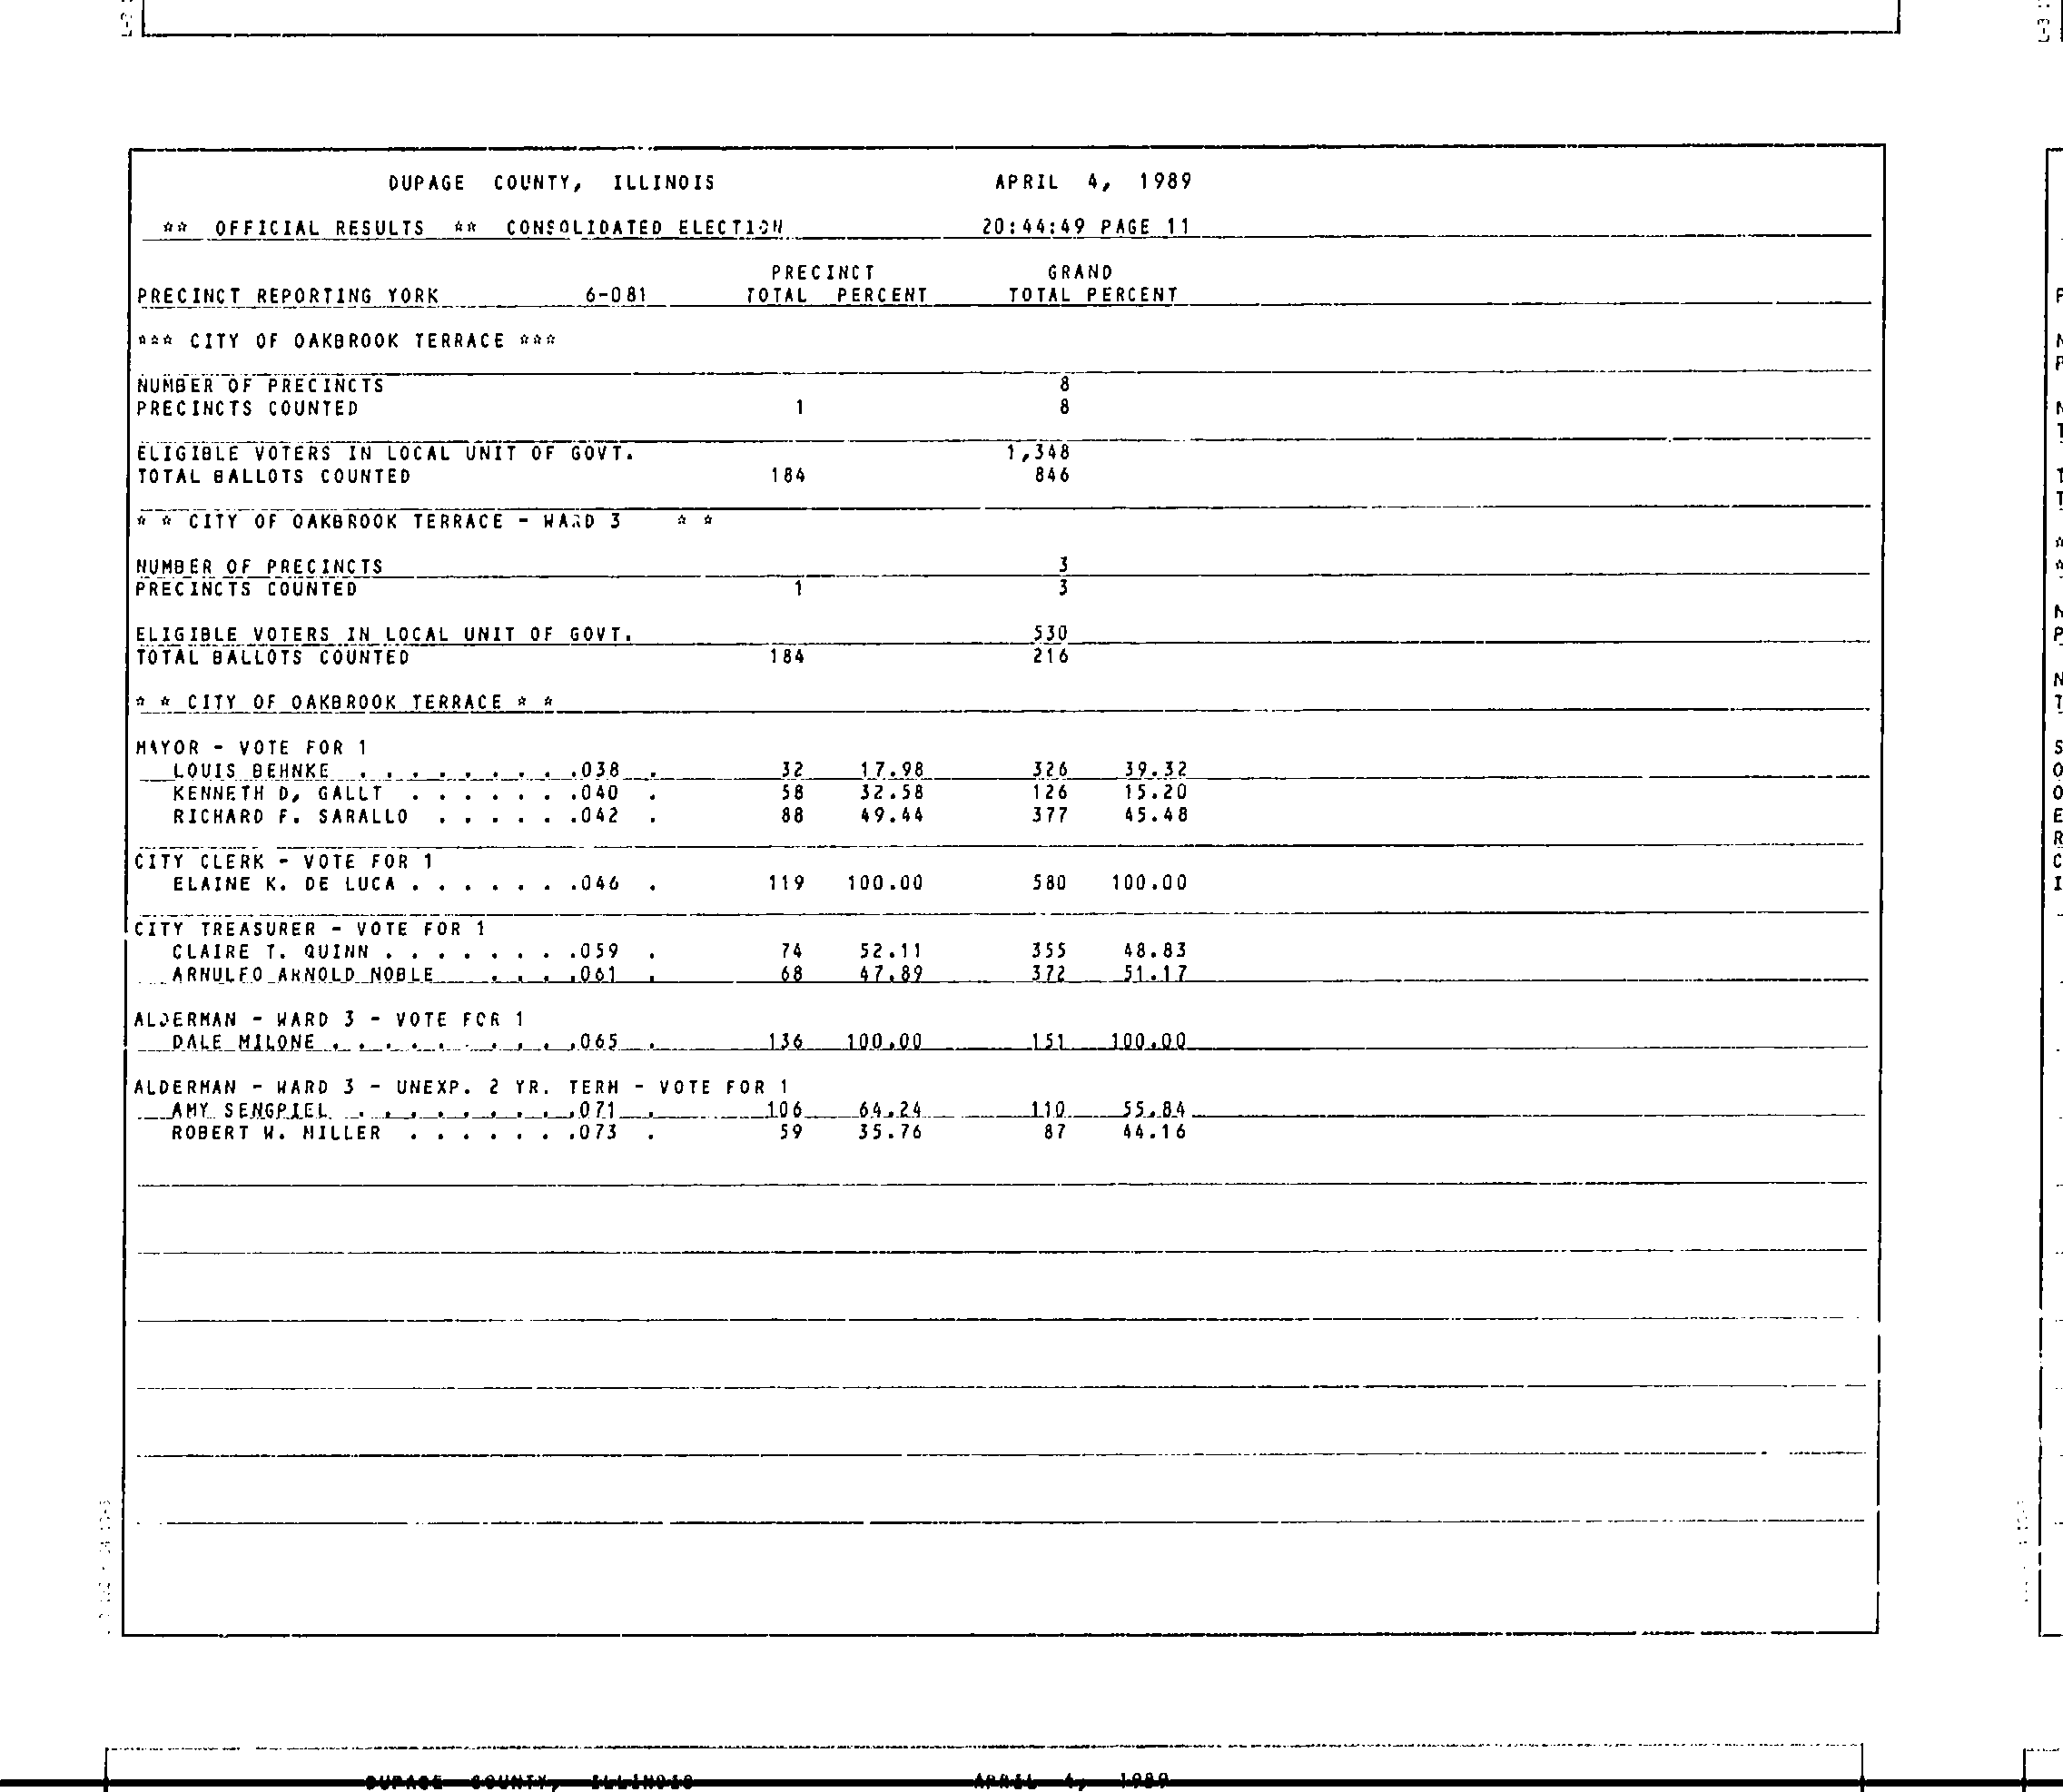 DUPAGE COUNTY, ILLINOIS APRIL 4, 1989
** OFFICIAL RESULTS ** CONSOLIDATED ELECTION 20:44:49 PAGE 11
PRECINCT GRAND
PRECINCT REPORTING YORK 6-081 TOTAL PERCENT TOTAL PERCENT
*** CITY OF OAKBROOK TERRACE ***
NUMBER OF PRECINCTS 8
PRECINCTS COUNTED 1 8
ELIGIBLE VOTERS IN LOCAL UNIT OF GOVT. 1,348
TOTAL BALLOTS COUNTED 184 846
* * CITY OF OAKBROOK TERRACE - WARD 3 * *
NUMBER OF PRECINCTS 3
PRECINCTS COUNTED 1 3
ELIGIBLE VOTERS IN LOCAL UNIT OF GOVT. 530
TOTAL BALLOTS COUNTED 184 216
* * CITY OF OAKBROOK TERRACE * *
MAYOR - VOTE FOR 1
LOUIS BEHNKE . . . . . . . . .038 . 32 17.98 326 39.32
KENNETH D. GALLT . . . . . . .040 . 58 32.58 126 15.20
RICHARD F. SARALLO . . . . . .042 . 88 49.44 377 45.48
CITY CLERK - VOTE FOR 1
ELAINE K. DE LUCA . . . . . . .046 . 119 100.00 580 100.00
CITY TREASURER - VOTE FOR 1
CLAIRE T. QUINN . . . . . . . .059 . 74 52.11 355 48.83
ARNULFO ARNOLD NOBLE . . . .061 . 68 47.89 372 51.17
ALDERMAN - WARD 3 - VOTE FOR 1
DALE MILONE . . . . . . . . . .065 . 136 100.00 151 100.00
ALDERMAN - WARD 3 - UNEXP. 2 YR. TERM - VOTE FOR 1
AMY SENGPIEL . . . . . . . . .071 . 106 64.24 110 55.84
ROBERT W. MILLER . . . . . . .073 . 59 35.76 87 44.16
DUPAGE COUNTY, ILLINOIS APRIL 4, 1989